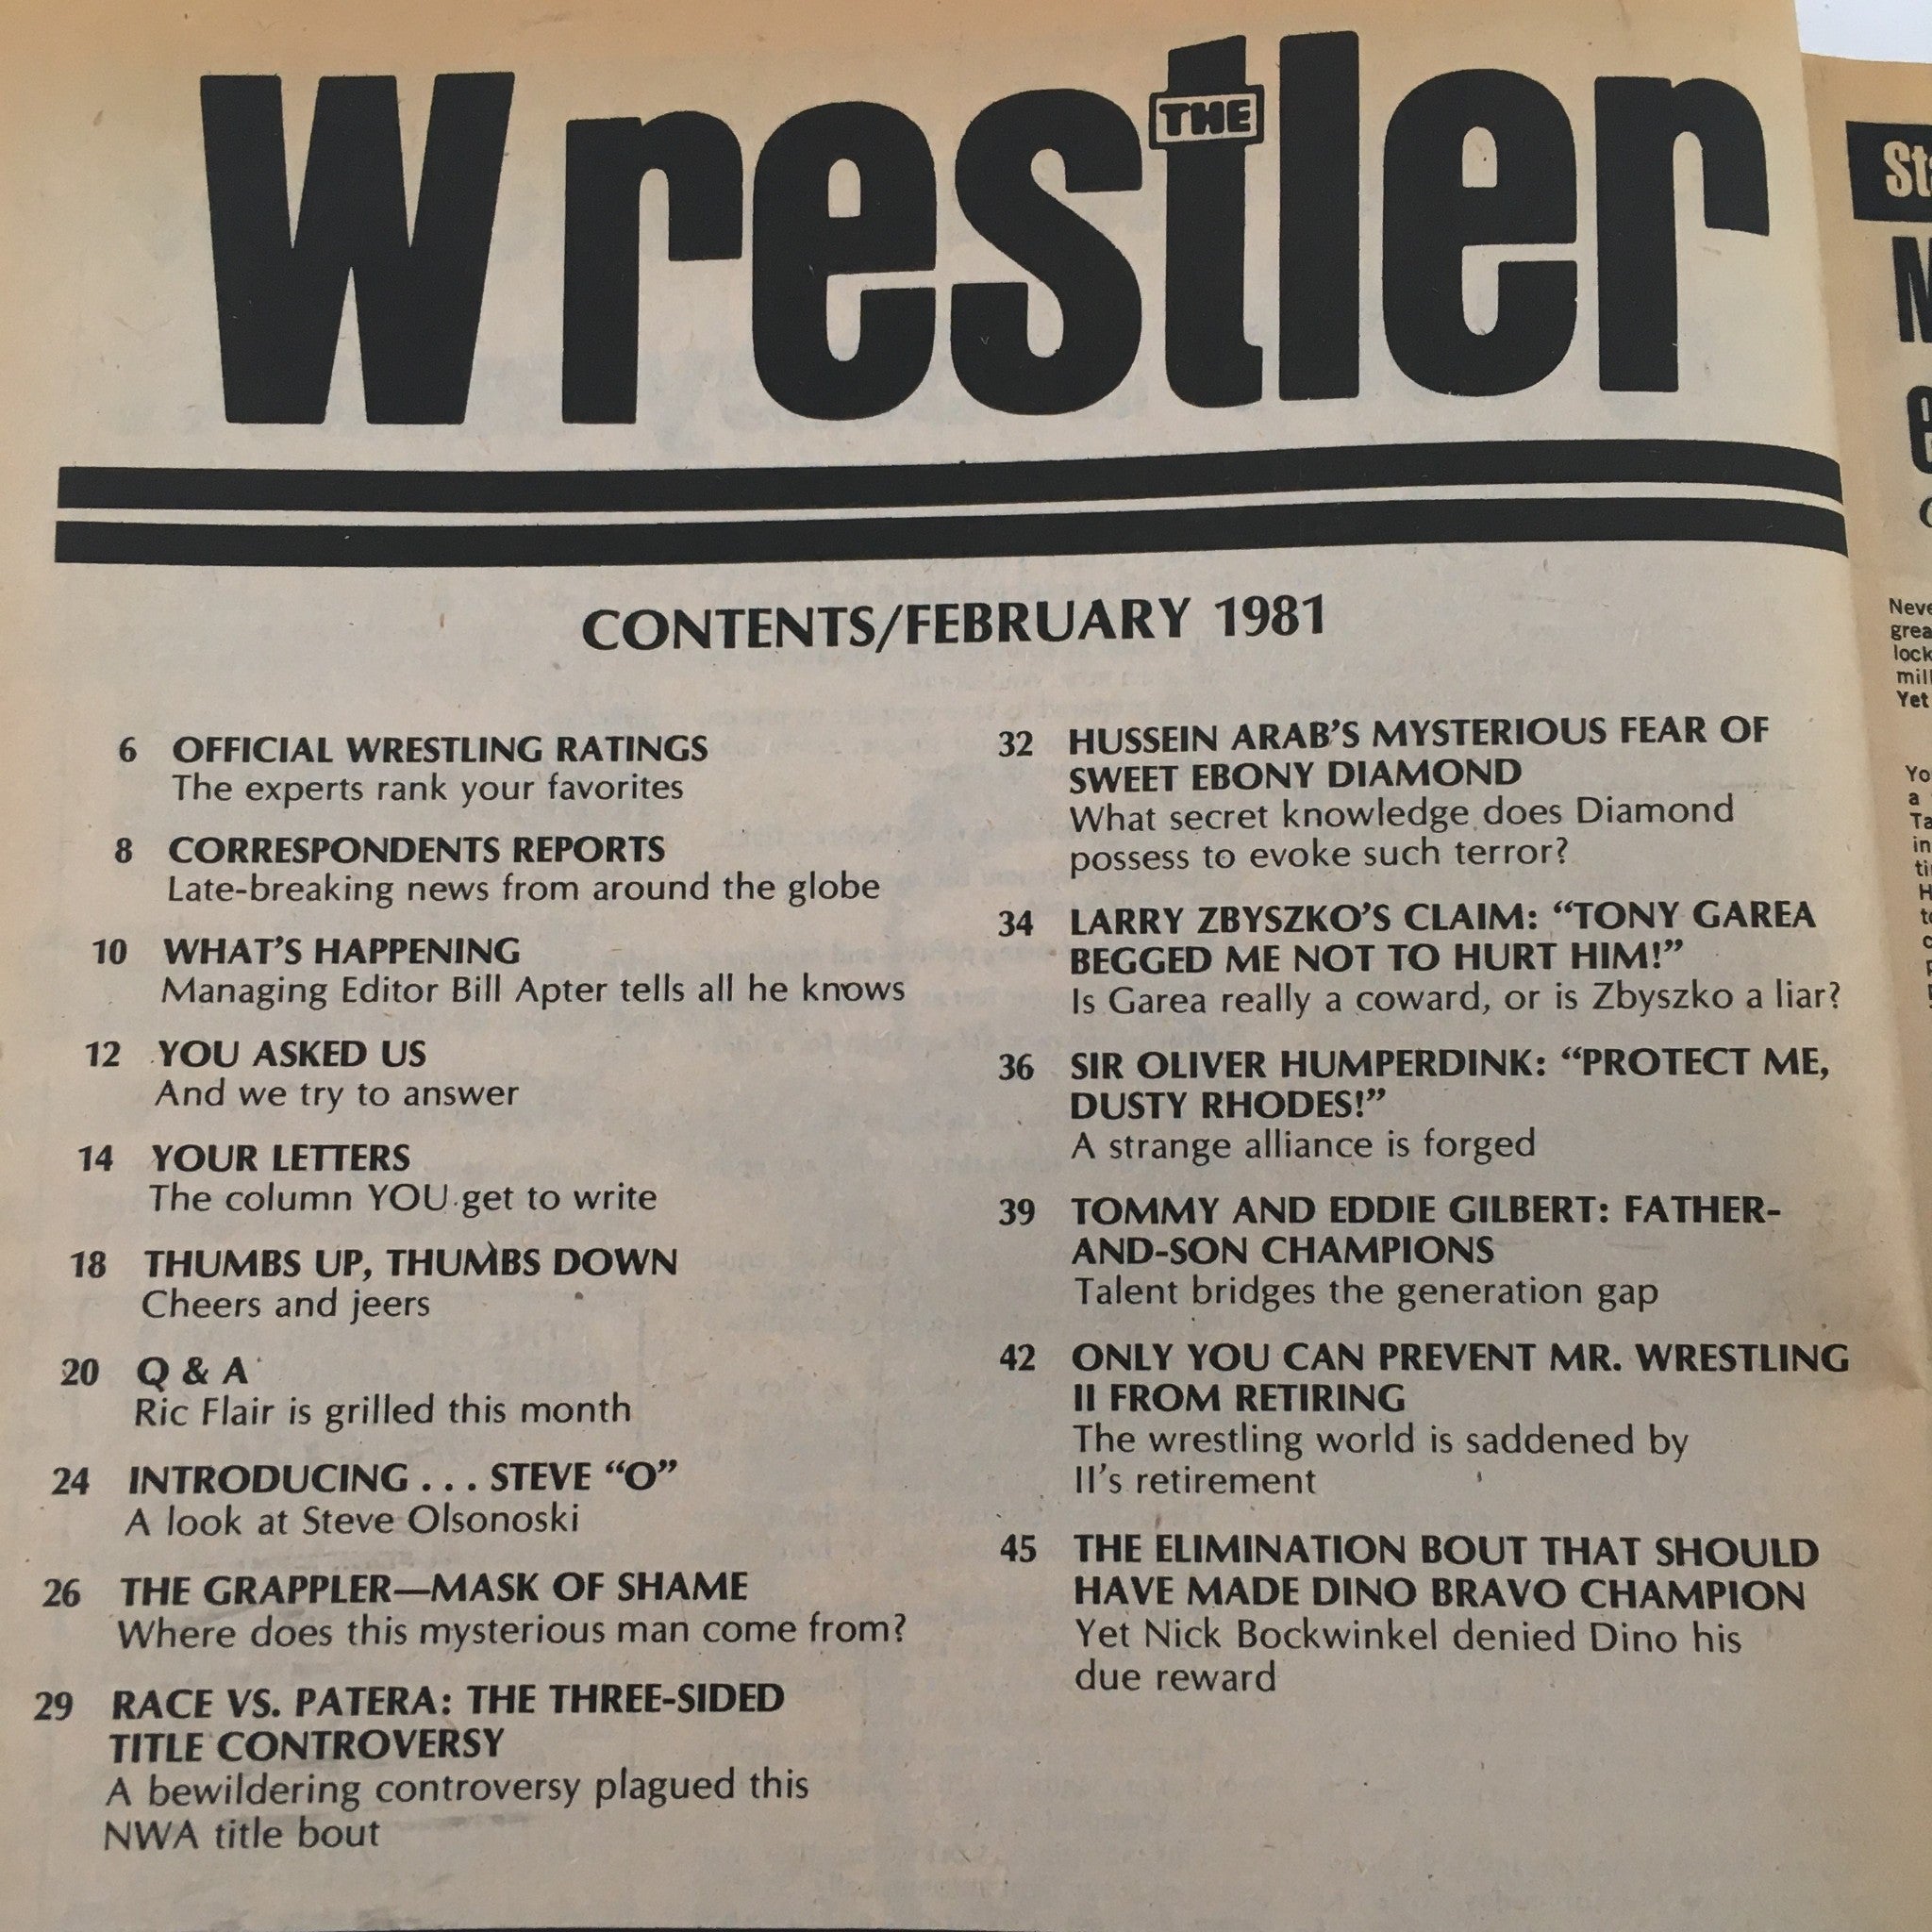 THE
Wrestler
CONTENTS/FEBRUARY 1981
6 OFFICIAL WRESTLING RATINGS
The experts rank your favorites
8 CORRESPONDENTS REPORTS
Late-breaking news from around the globe
10 WHAT'S HAPPENING
Managing Editor Bill Apter tells all he knows
12 YOU ASKED US
And we try to answer
14 YOUR LETTERS
The column YOU get to write
18 THUMBS UP, THUMBS DOWN
Cheers and jeers
20 Q & A
Ric Flair is grilled this month
24 INTRODUCING . . . STEVE “O”
A look at Steve Olsonoski
26 THE GRAPPLER—MASK OF SHAME
Where does this mysterious man come from?
29 RACE VS. PATERA: THE THREE-SIDED
TITLE CONTROVERSY
A bewildering controversy plagued this
NWA title bout
32 HUSSEIN ARAB'S MYSTERIOUS FEAR OF
SWEET EBONY DIAMOND
What secret knowledge does Diamond
possess to evoke such terror?
34 LARRY ZBYSZKO'S CLAIM: “TONY GAREA
BEGGED ME NOT TO HURT HIM!”
Is Garea really a coward, or is Zbyszko a liar?
36 SIR OLIVER HUMPERDINK: “PROTECT ME,
DUSTY RHODES!”
A strange alliance is forged
39 TOMMY AND EDDIE GILBERT: FATHER-
AND-SON CHAMPIONS
Talent bridges the generation gap
42 ONLY YOU CAN PREVENT MR. WRESTLING
II FROM RETIRING
The wrestling world is saddened by
II's retirement
45 THE ELIMINATION BOUT THAT SHOULD
HAVE MADE DINO BRAVO CHAMPION
Yet Nick Bockwinkel denied Dino his
due reward